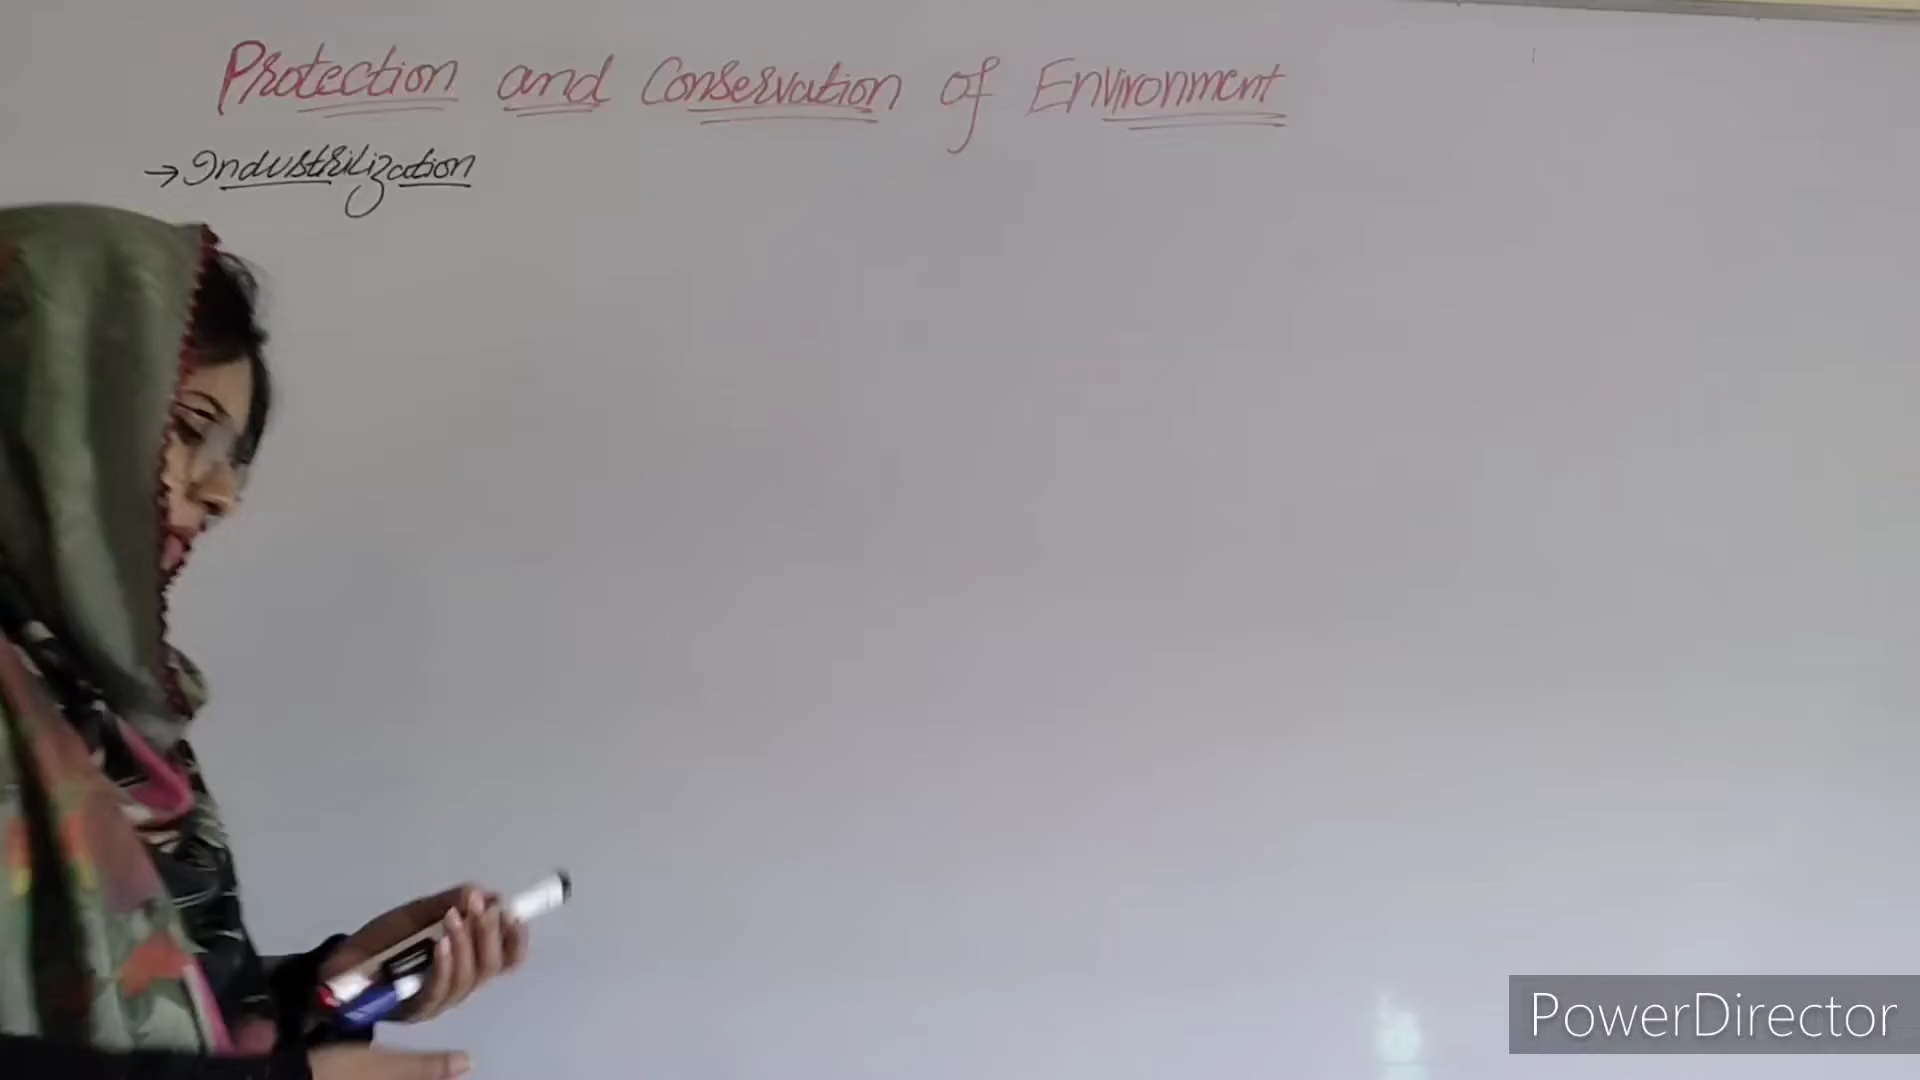 Protection and Conservation of Environment
→ Industrilization
PowerDirector